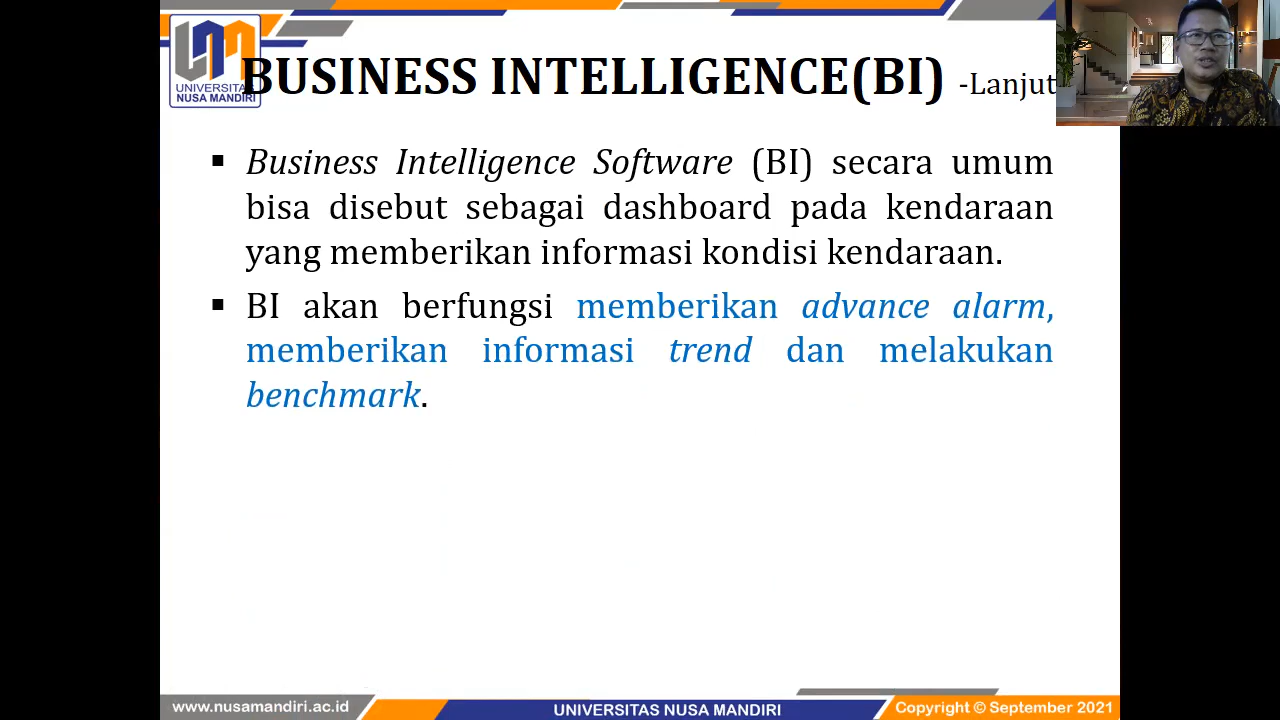 UNIVERSITAS
NUSA MANDIRI
BUSINESS INTELLIGENCE(BI) -Lanjut
▪ Business Intelligence Software (BI) secara umum
bisa disebut sebagai dashboard pada kendaraan
yang memberikan informasi kondisi kendaraan.
▪ BI akan berfungsi memberikan advance alarm,
memberikan informasi trend dan melakukan
benchmark.
www.nusamandiri.ac.id
UNIVERSITAS NUSA MANDIRI
Copyright © September 2021